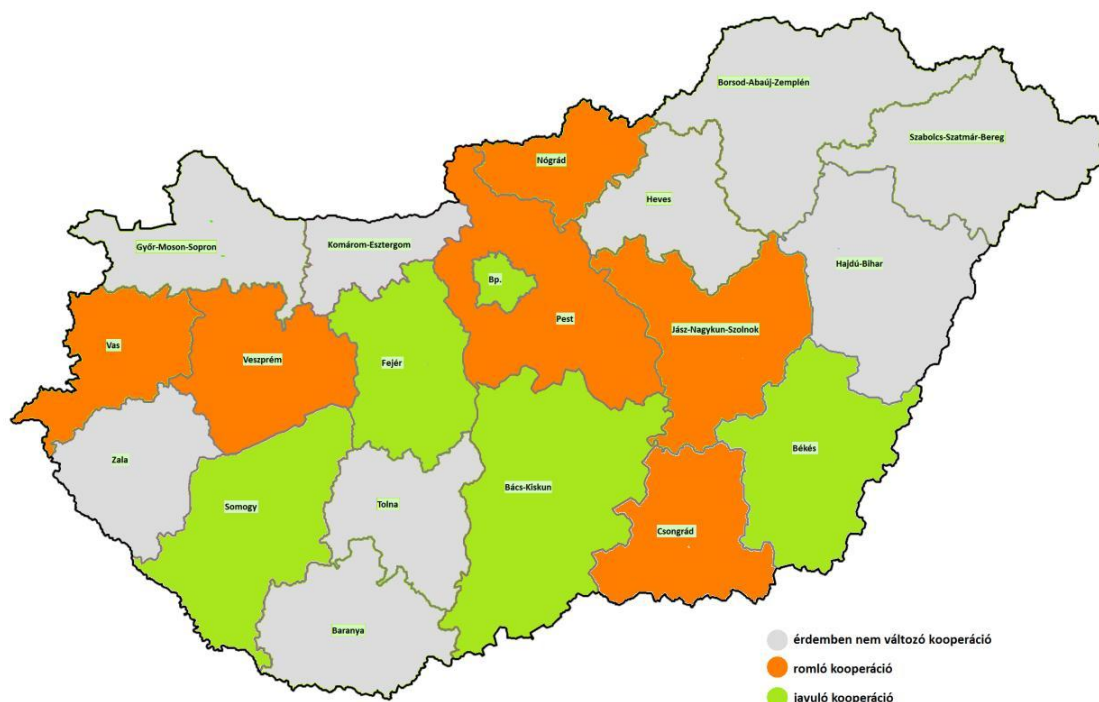 Borsod-Abaúj-Zemplén
Szabolcs-Szatmár-Bereg
Nógrád
Heves
Győr-Moson-Sopron
Komárom-Esztergom
Hajdú-Bihar
Bp.
Pest
Jász-Nagykun-Szolnok
Vas
Veszprém
Fejér
Zala
Békés
Bács-Kiskun
Somogy
Tolna
Csongrád
Baranya
érdemben nem változó kooperáció
romló kooperáció
javuló kooperáció